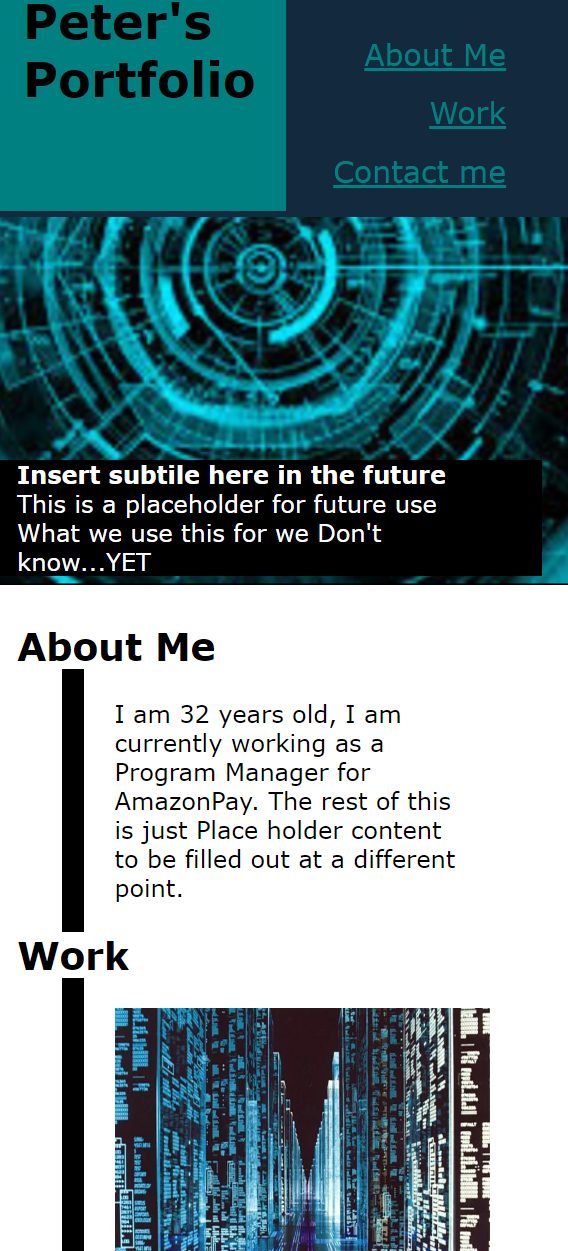 Peter's
Portfolio
About Me
Work
Contact me
Insert subtile here in the future
This is a placeholder for future use
What we use this for we Don't
know...YET
About Me
I am 32 years old, I am
currently working as a
Program Manager for
AmazonPay. The rest of this
is just Place holder content
to be filled out at a different
point.
Work